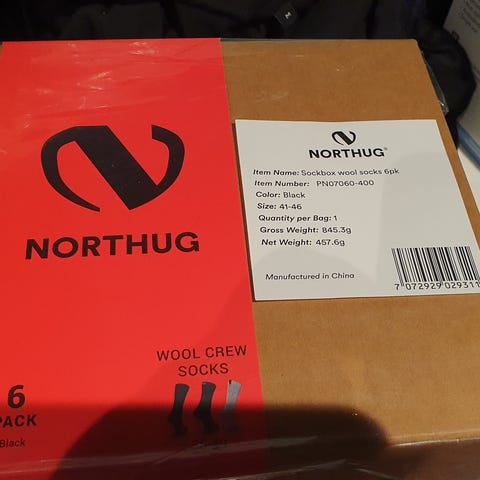 NORTHUG
WOOL CREW
SOCKS
6
PACK
Black
NORTHUG®
Item Name: Sockbox wool socks 6pk
Item Number: PN07060-400
Color: Black
Size: 41-46
Quantity per Bag: 1
Gross Weight: 845.3g
Net Weight: 457.6g
Manufactured in China
7 072929 029311